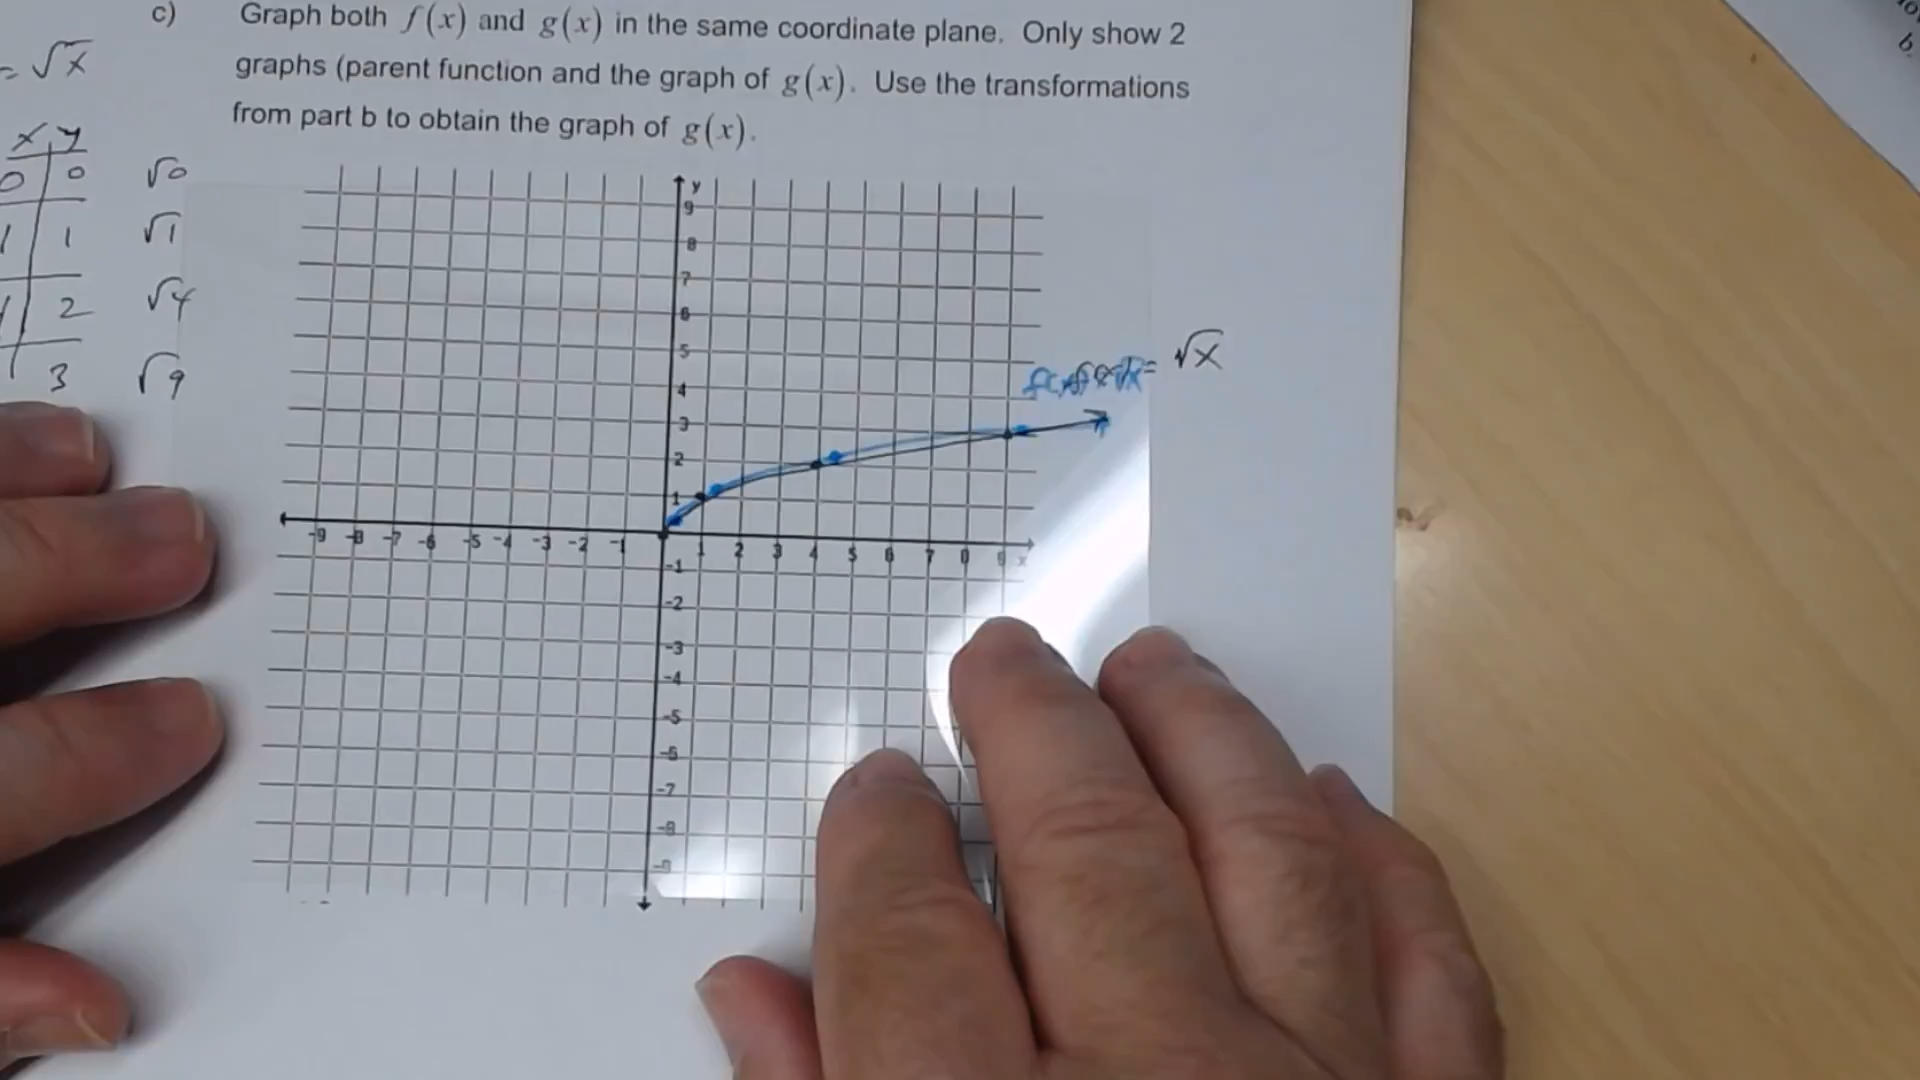 c) Graph both f(x) and g(x) in the same coordinate plane. Only show 2
graphs (parent function and the graph of g(x). Use the transformations
from part b to obtain the graph of g(x).
= √x
x y
0 0 √0
1 1 √1
2 √4
3 √9
y
9
8
7
6
5
4
3
2
1
-9 -8 -7 -6 -5 -4 -3 -2 -1 1 2 3 4 5 6 7 8 9 x
-1
-2
-3
-4
-5
-6
-7
-8
-9
= √x